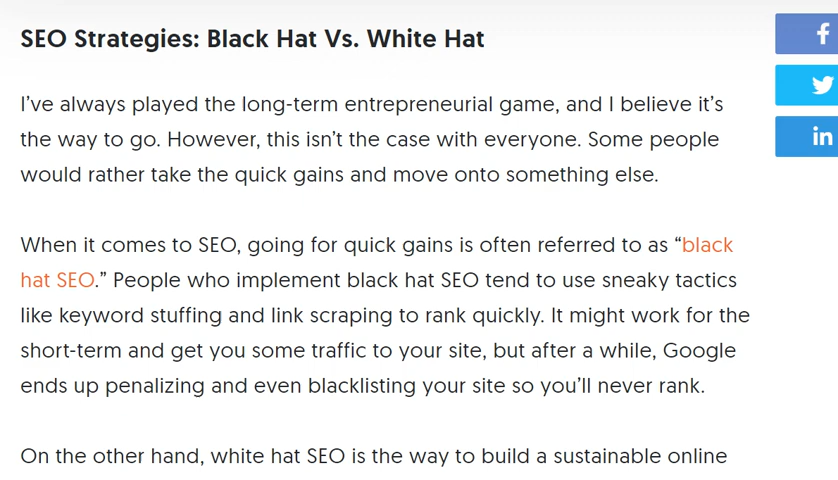 SEO Strategies: Black Hat Vs. White Hat
I’ve always played the long-term entrepreneurial game, and I believe it’s
the way to go. However, this isn’t the case with everyone. Some people
would rather take the quick gains and move onto something else.
When it comes to SEO, going for quick gains is often referred to as “black
hat SEO.” People who implement black hat SEO tend to use sneaky tactics
like keyword stuffing and link scraping to rank quickly. It might work for the
short-term and get you some traffic to your site, but after a while, Google
ends up penalizing and even blacklisting your site so you’ll never rank.
On the other hand, white hat SEO is the way to build a sustainable online